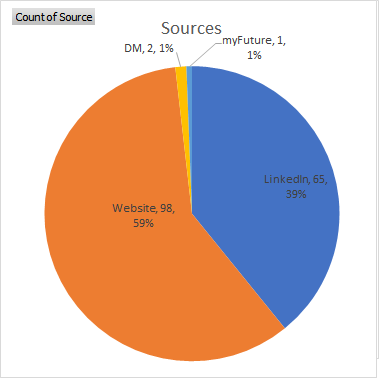 Count of Source
Sources
DM, 2, 1%
myFuture, 1,
1%
LinkedIn, 65,
39%
Website, 98,
59%